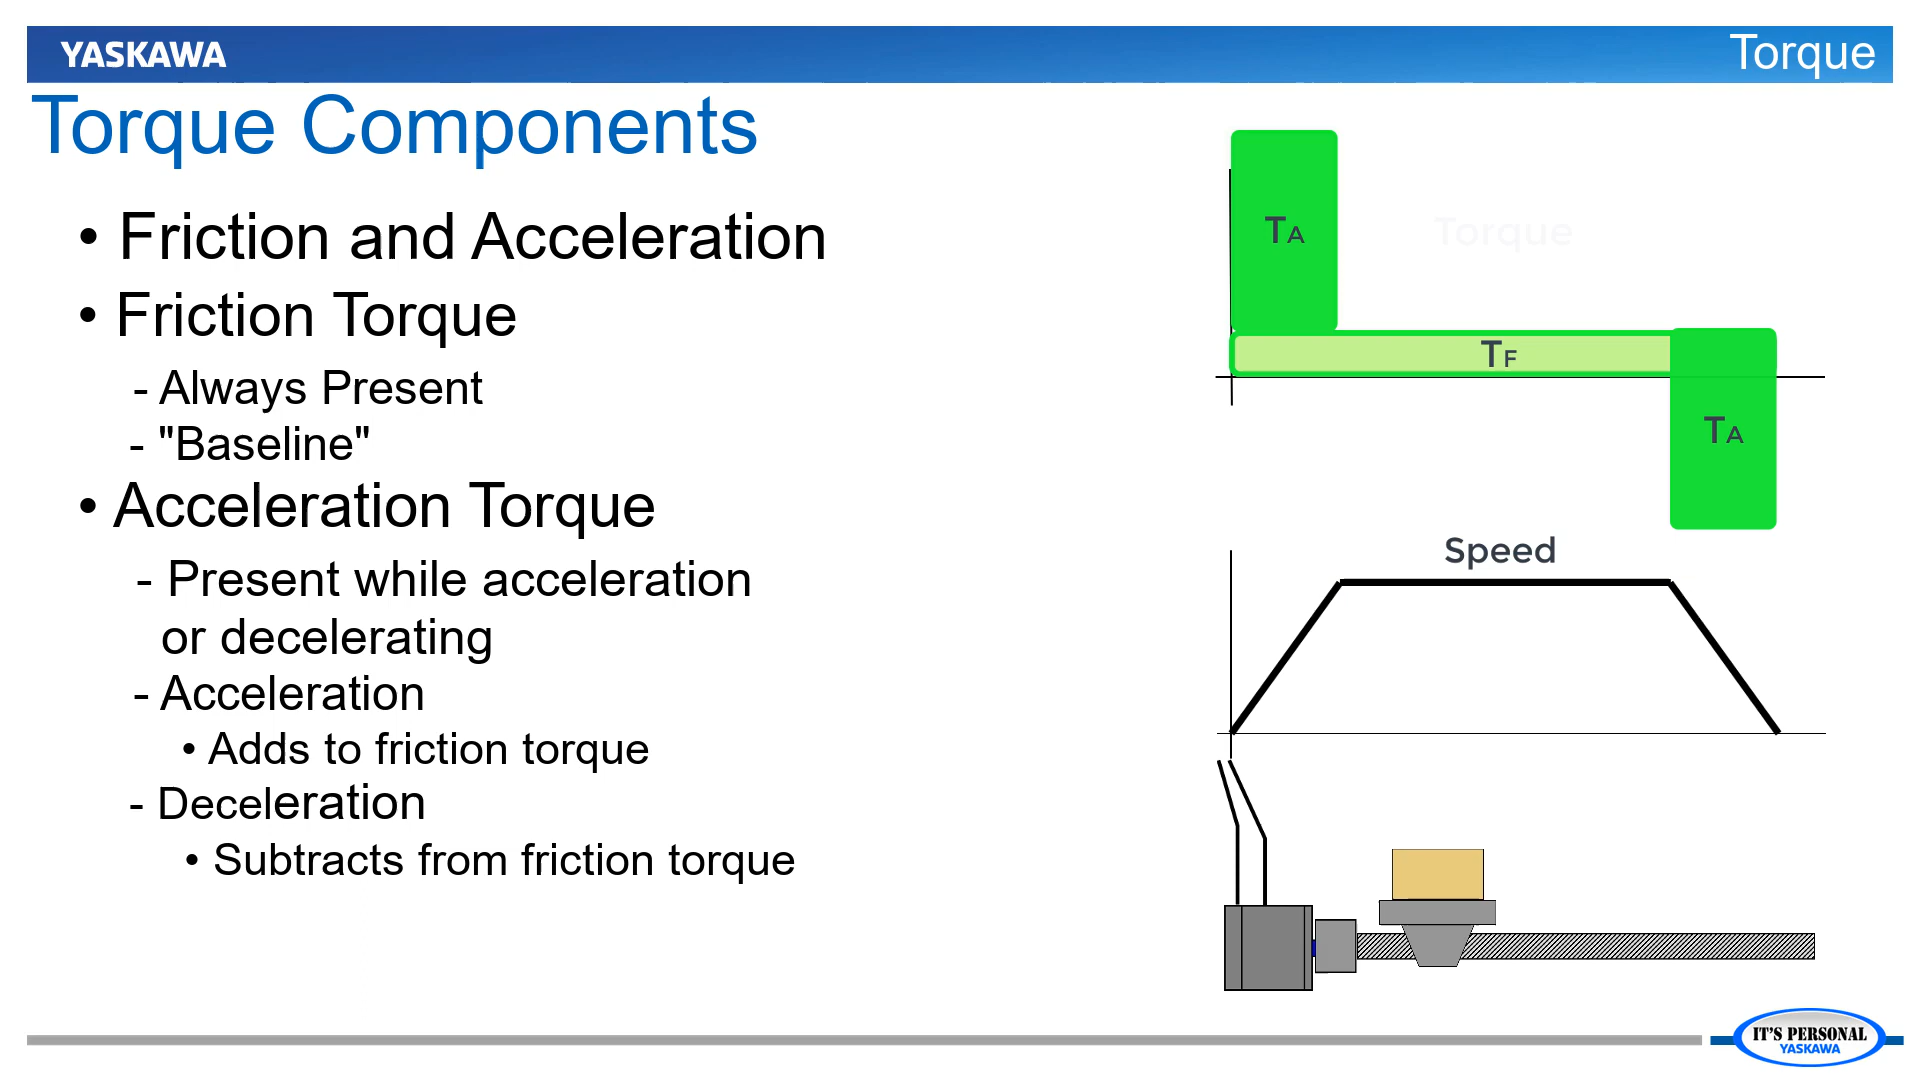 YASKAWA
Torque
Torque Components
• Friction and Acceleration
• Friction Torque
- Always Present
- "Baseline"
• Acceleration Torque
- Present while acceleration
or decelerating
- Acceleration
• Adds to friction torque
- Deceleration
• Subtracts from friction torque
TA
Torque
TF
TA
Speed
IT'S PERSONAL
YASKAWA